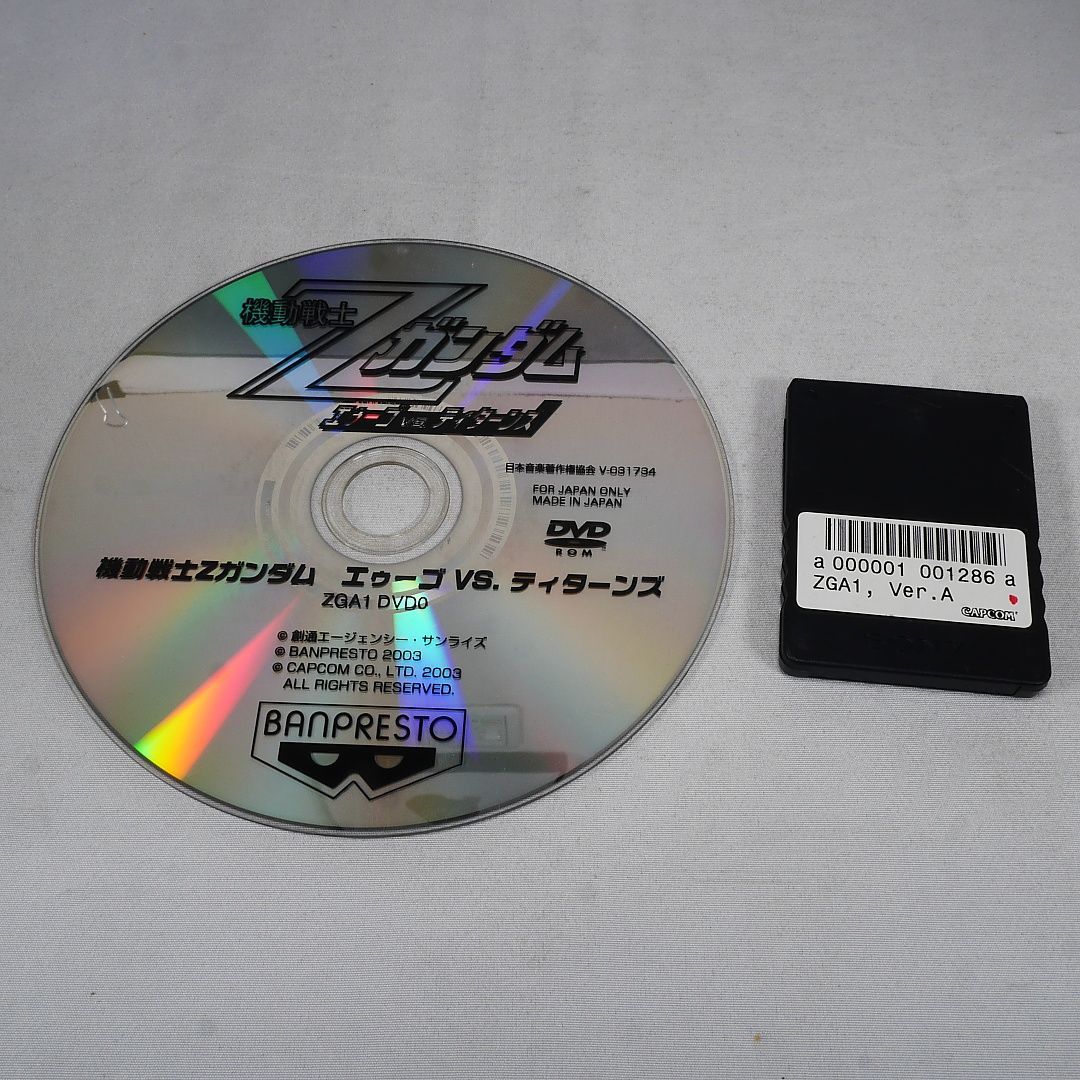 機動戦士
Zガンダム
エゥーゴ VS. ティターンズ
日本音楽著作権協会 V-031794
FOR JAPAN ONLY
MADE IN JAPAN
DVD
ROM
機動戦士Zガンダム エゥーゴ VS. ティターンズ
ZGA1 DVD0
© 創通エージェンシー・サンライズ
© BANPRESTO 2003
© CAPCOM CO., LTD. 2003
ALL RIGHTS RESERVED.
BANPRESTO
a 000001 001286 a
ZGA1, Ver.A
CAPCOM
SONY